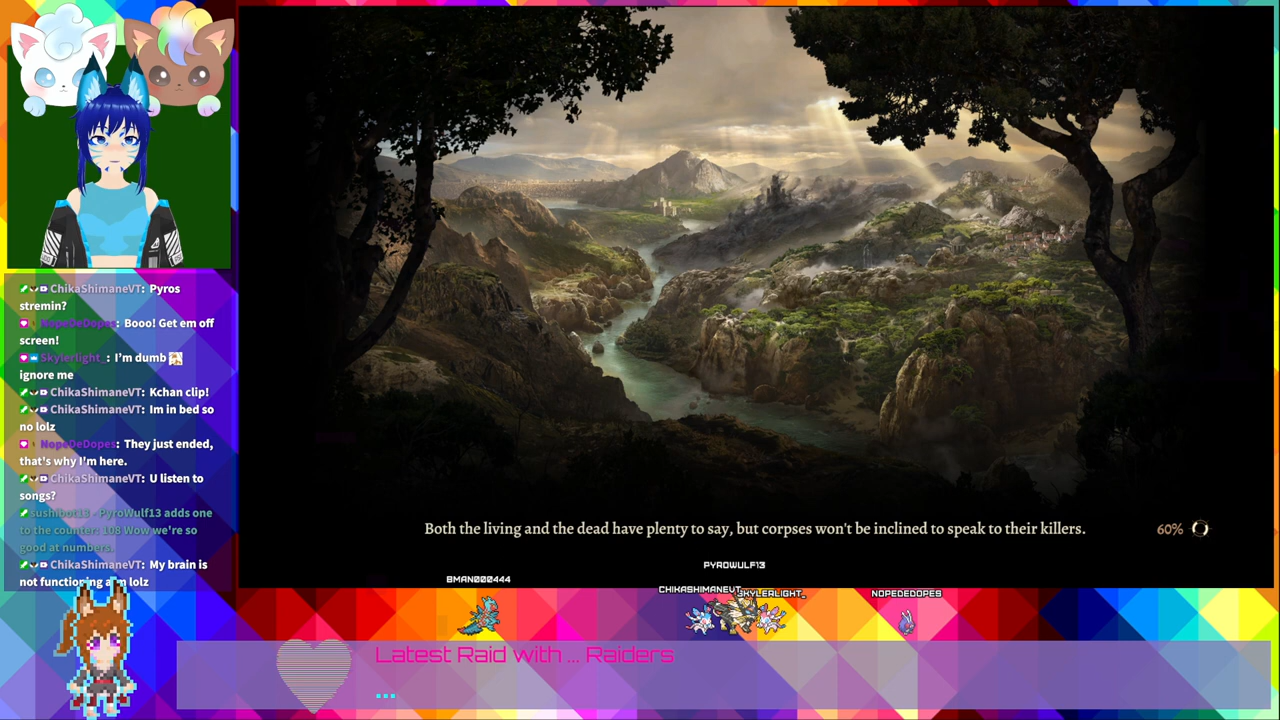 ChikaShimaneVT: Pyros
stremin?
NopeDeDopes: Booo! Get em off
screen!
Skylerlight_: I'm dumb
ignore me
ChikaShimaneVT: Kchan clip!
ChikaShimaneVT: Im in bed so
no lolz
NopeDeDopes: They just ended,
that's why I'm here.
ChikaShimaneVT: U listen to
songs?
PyroWulf13 adds one
to the counter: 108 Wow we're so
good at numbers.
ChikaShimaneVT: My brain is
not functioning lolz
Both the living and the dead have plenty to say, but corpses won't be inclined to speak to their killers.
60%
PYROWULF13
BMAN000444
CHIKASHIMANEVT
SKYLERLIGHT_
NOPEDEDOPES
Latest Raid with ... Raiders
...